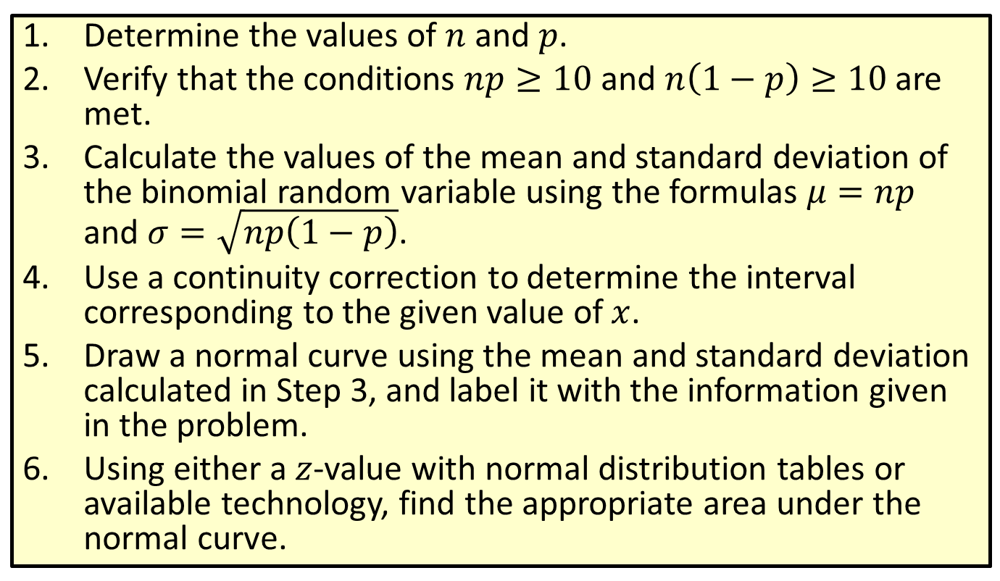 1. Determine the values of n and p.
2. Verify that the conditions np ≥ 10 and n(1 − p) ≥ 10 are
met.
3. Calculate the values of the mean and standard deviation of
the binomial random variable using the formulas μ = np
and σ = √np(1 − p).
4. Use a continuity correction to determine the interval
corresponding to the given value of x.
5. Draw a normal curve using the mean and standard deviation
calculated in Step 3, and label it with the information given
in the problem.
6. Using either a z-value with normal distribution tables or
available technology, find the appropriate area under the
normal curve.